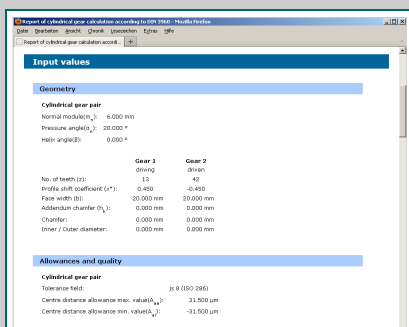 Report of cylindrical gear calculation according to DIN 3960 - Mozilla Firefox
Datei Bearbeiten Ansicht Chronik Lesezeichen Extras Hilfe
Report of cylindrical gear calculation accordi... +
Input values
Geometry
Cylindrical gear pair
Normal module(mn): 6.000 mm
Pressure angle(αn): 20.000 °
Helix angle(β): 0.000 °
Gear 1 Gear 2
driving driven
No. of teeth (z): 13 42
Profile shift coefficient (x*): 0.450 -0.450
Face width (b): 20.000 mm 20.000 mm
Addendum chamfer (hk): 0.000 mm 0.000 mm
Chamfer: 0.000 mm 0.000 mm
Inner / Outer diameter: 0.000 mm 0.000 mm
Allowances and quality
Cylindrical gear pair
Tolerance field: js 8 (ISO 286)
Centre distance allowance max. value(Aae): 31.500 µm
Centre distance allowance min. value(Aai): -31.500 µm